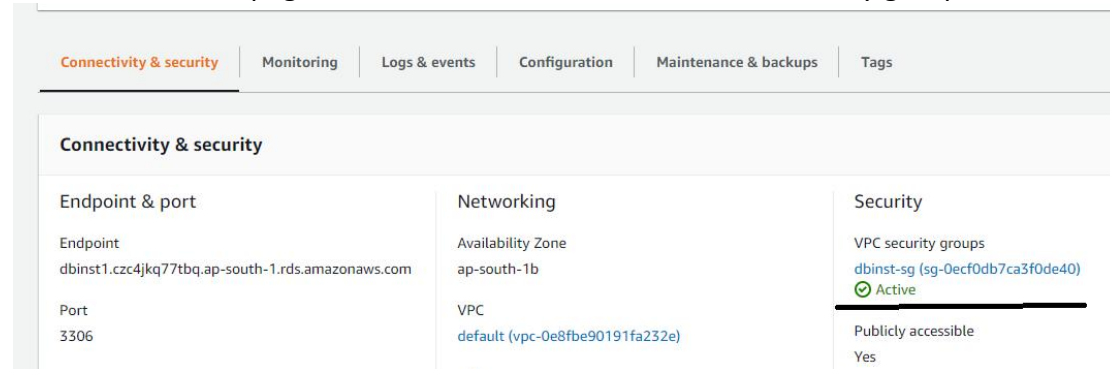 Connectivity & security
Monitoring
Logs & events
Configuration
Maintenance & backups
Tags
Connectivity & security
Endpoint & port
Endpoint
dbinst1.czc4jkq77tbq.ap-south-1.rds.amazonaws.com
Port
3306
Networking
Availability Zone
ap-south-1b
VPC
default (vpc-0e8fbe90191fa232e)
Security
VPC security groups
dbinst-sg (sg-0ecf0db7ca3f0de40)
Active
Publicly accessible
Yes